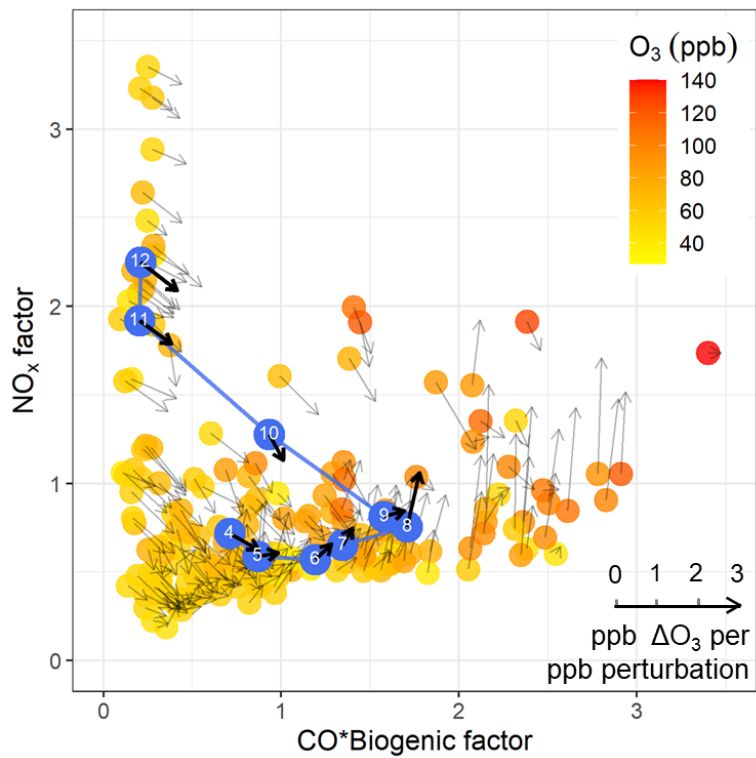 O₃ (ppb)
140
120
100
80
60
40
3
2
1
0
NOₓ factor
12
11
10
9
8
7
6
5
4
0 1 2 3
ppb ΔO₃ per
ppb perturbation
0 1 2 3
CO*Biogenic factor